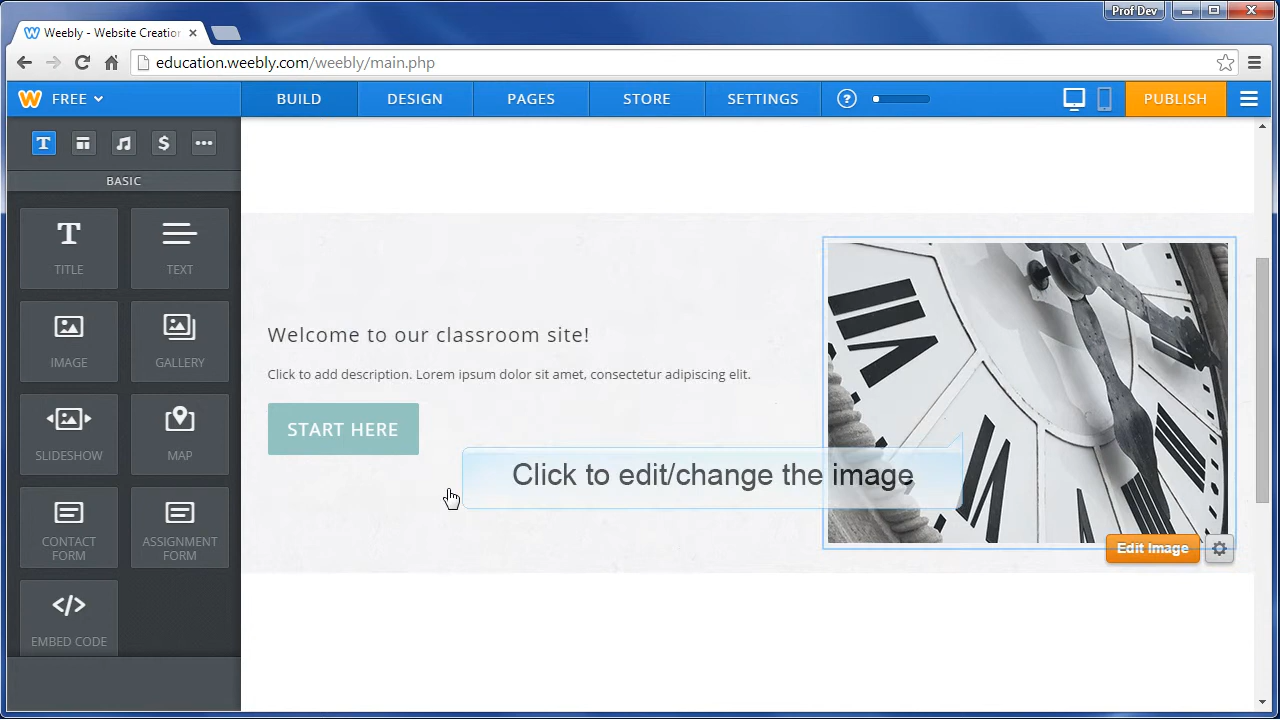 Prof Dev
Weebly - Website Creation
education.weebly.com/weebly/main.php
FREE
BUILD
DESIGN
PAGES
STORE
SETTINGS
?
PUBLISH
T
$
BASIC
T
TITLE
TEXT
IMAGE
GALLERY
SLIDESHOW
MAP
CONTACT
FORM
ASSIGNMENT
FORM
</>
EMBED CODE
Welcome to our classroom site!
Click to add description. Lorem ipsum dolor sit amet, consectetur adipiscing elit.
START HERE
Click to edit/change the image
Edit Image